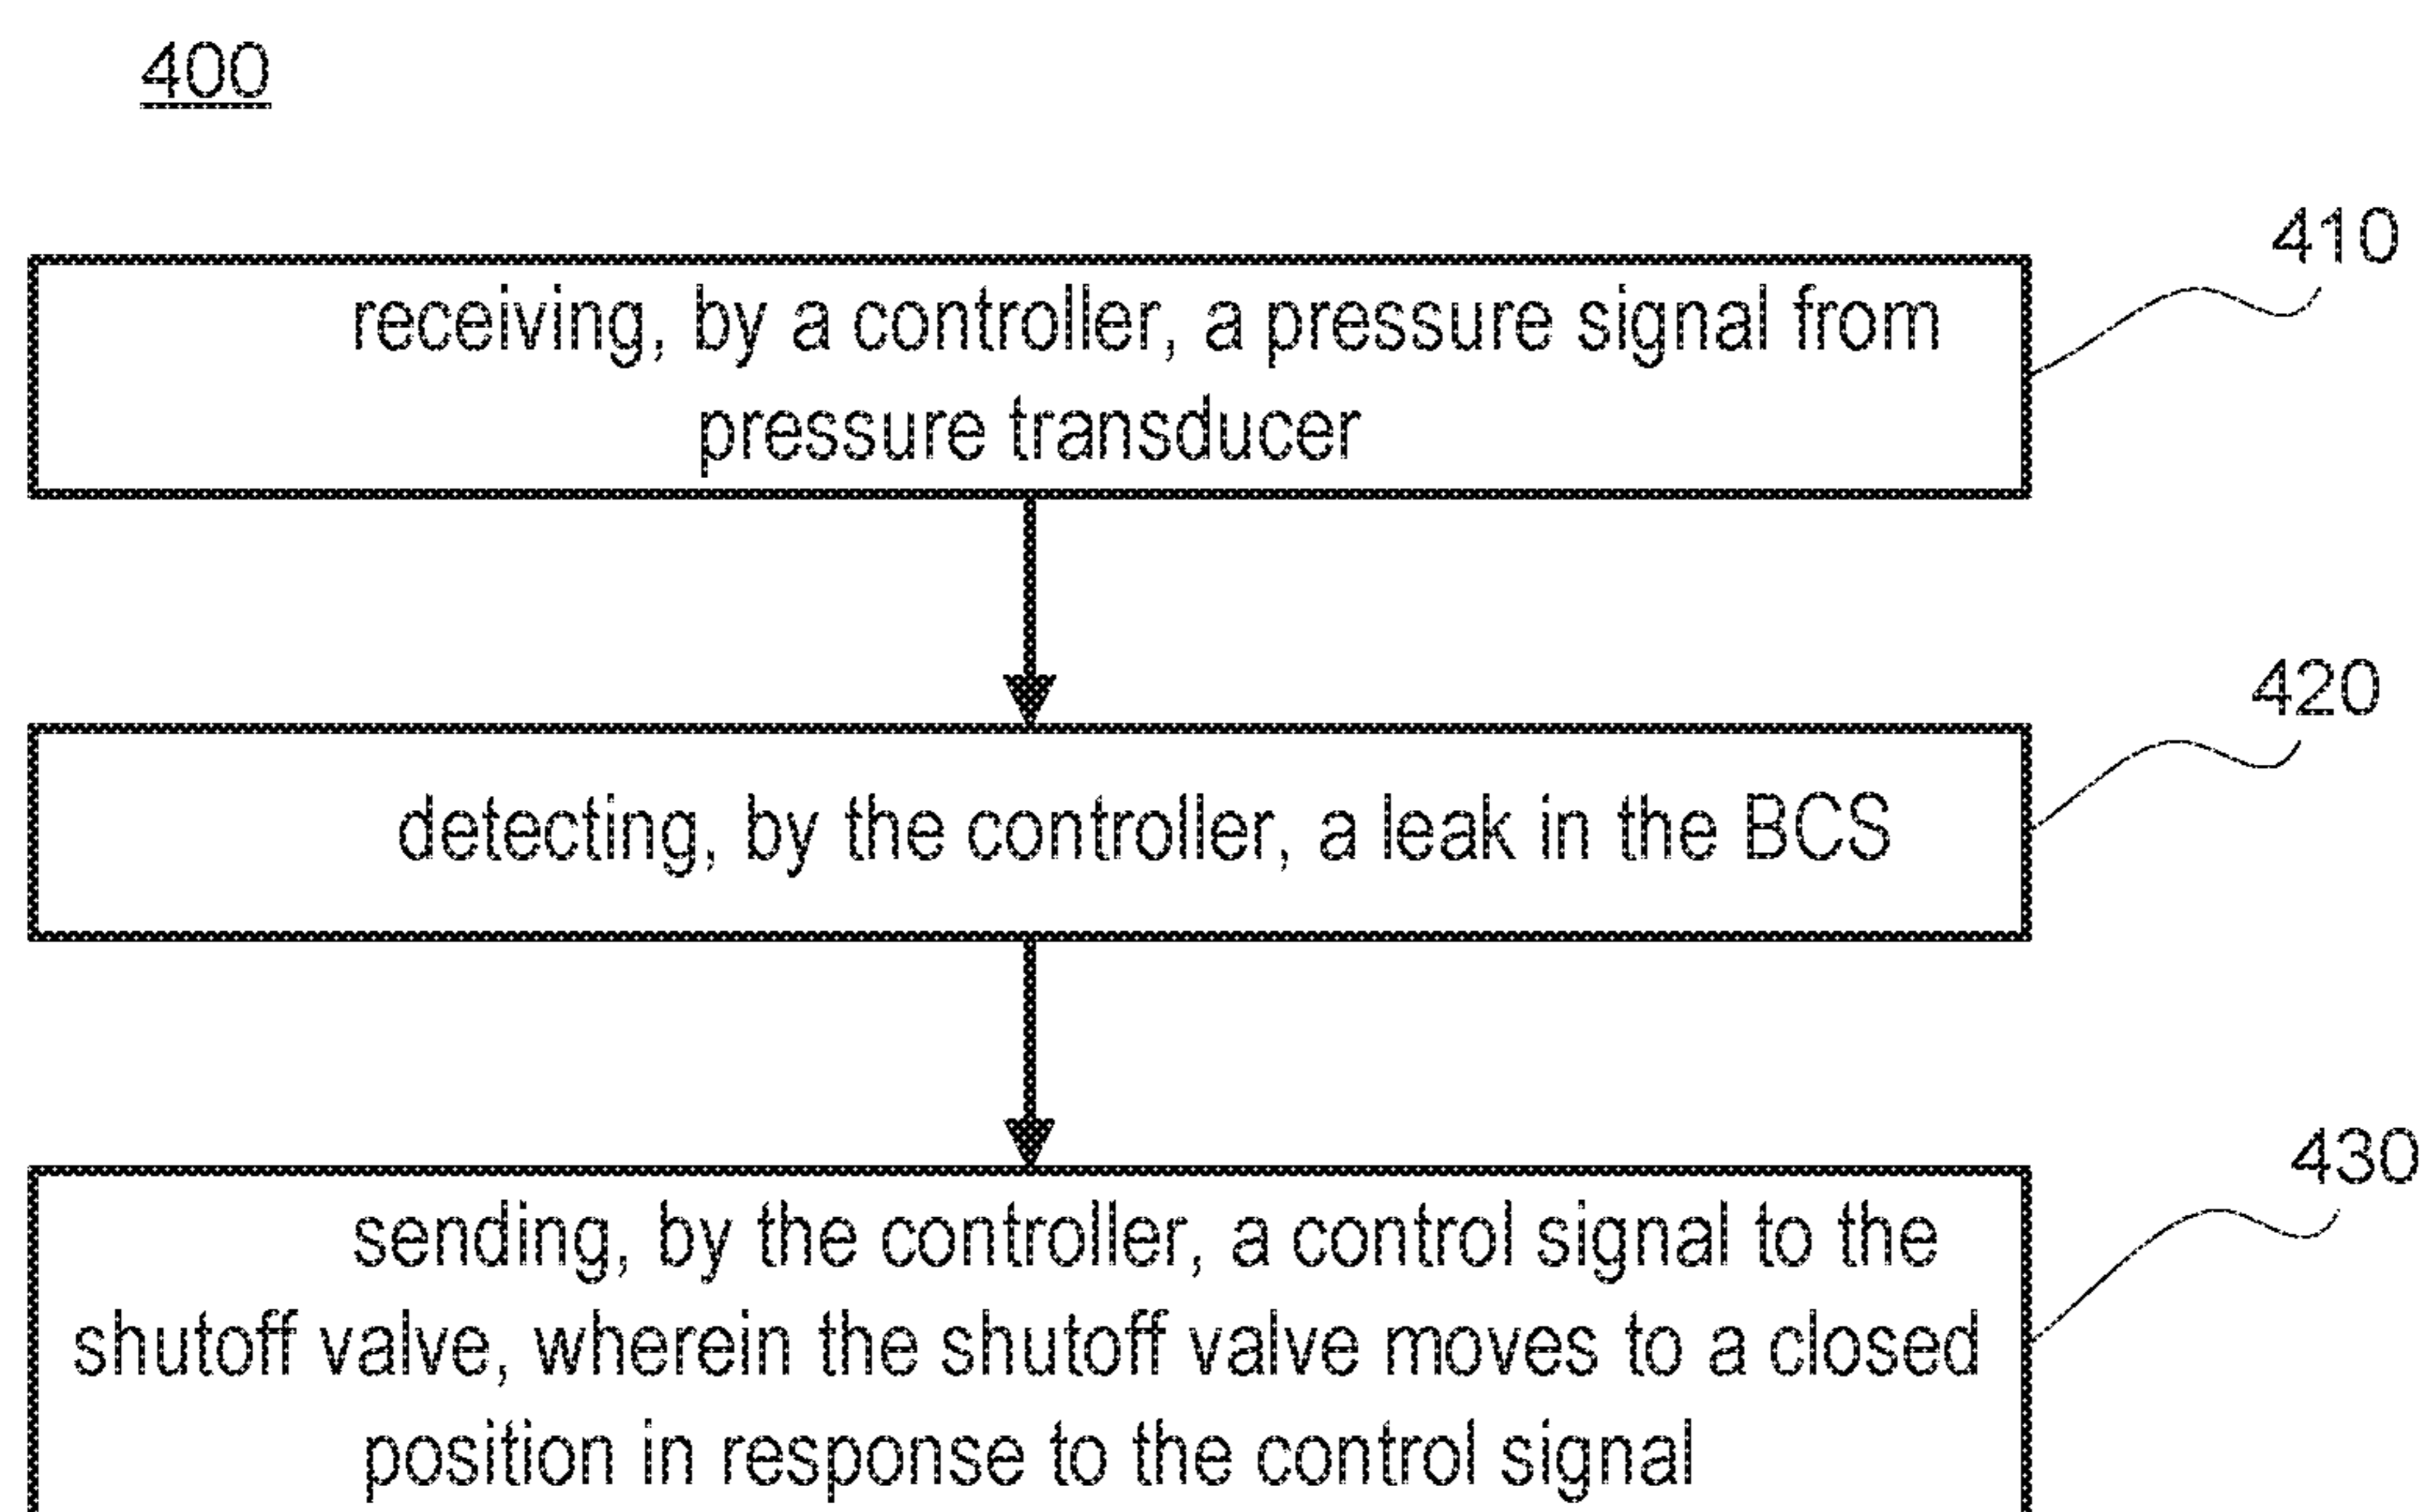 400
410
receiving, by a controller, a pressure signal from
pressure transducer
420
detecting, by the controller, a leak in the BCS
430
sending, by the controller, a control signal to the
shutoff valve, wherein the shutoff valve moves to a closed
position in response to the control signal